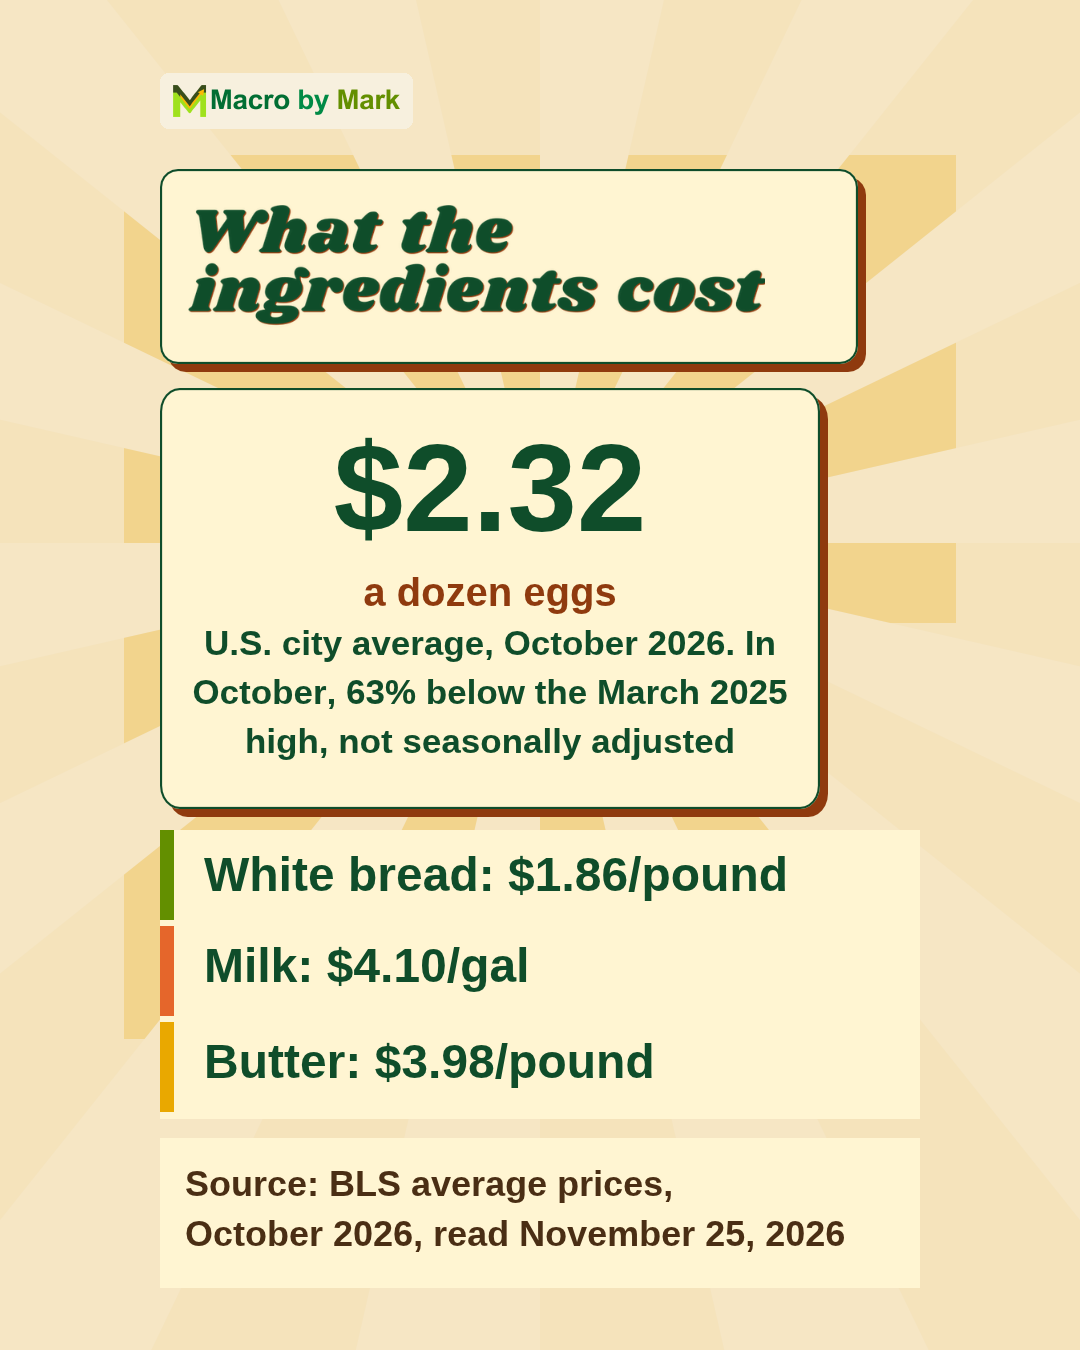 Macro by Mark
What the
ingredients cost
$2.32
a dozen eggs
U.S. city average, October 2026. In
October, 63% below the March 2025
high, not seasonally adjusted
White bread: $1.86/pound
Milk: $4.10/gal
Butter: $3.98/pound
Source: BLS average prices,
October 2026, read November 25, 2026